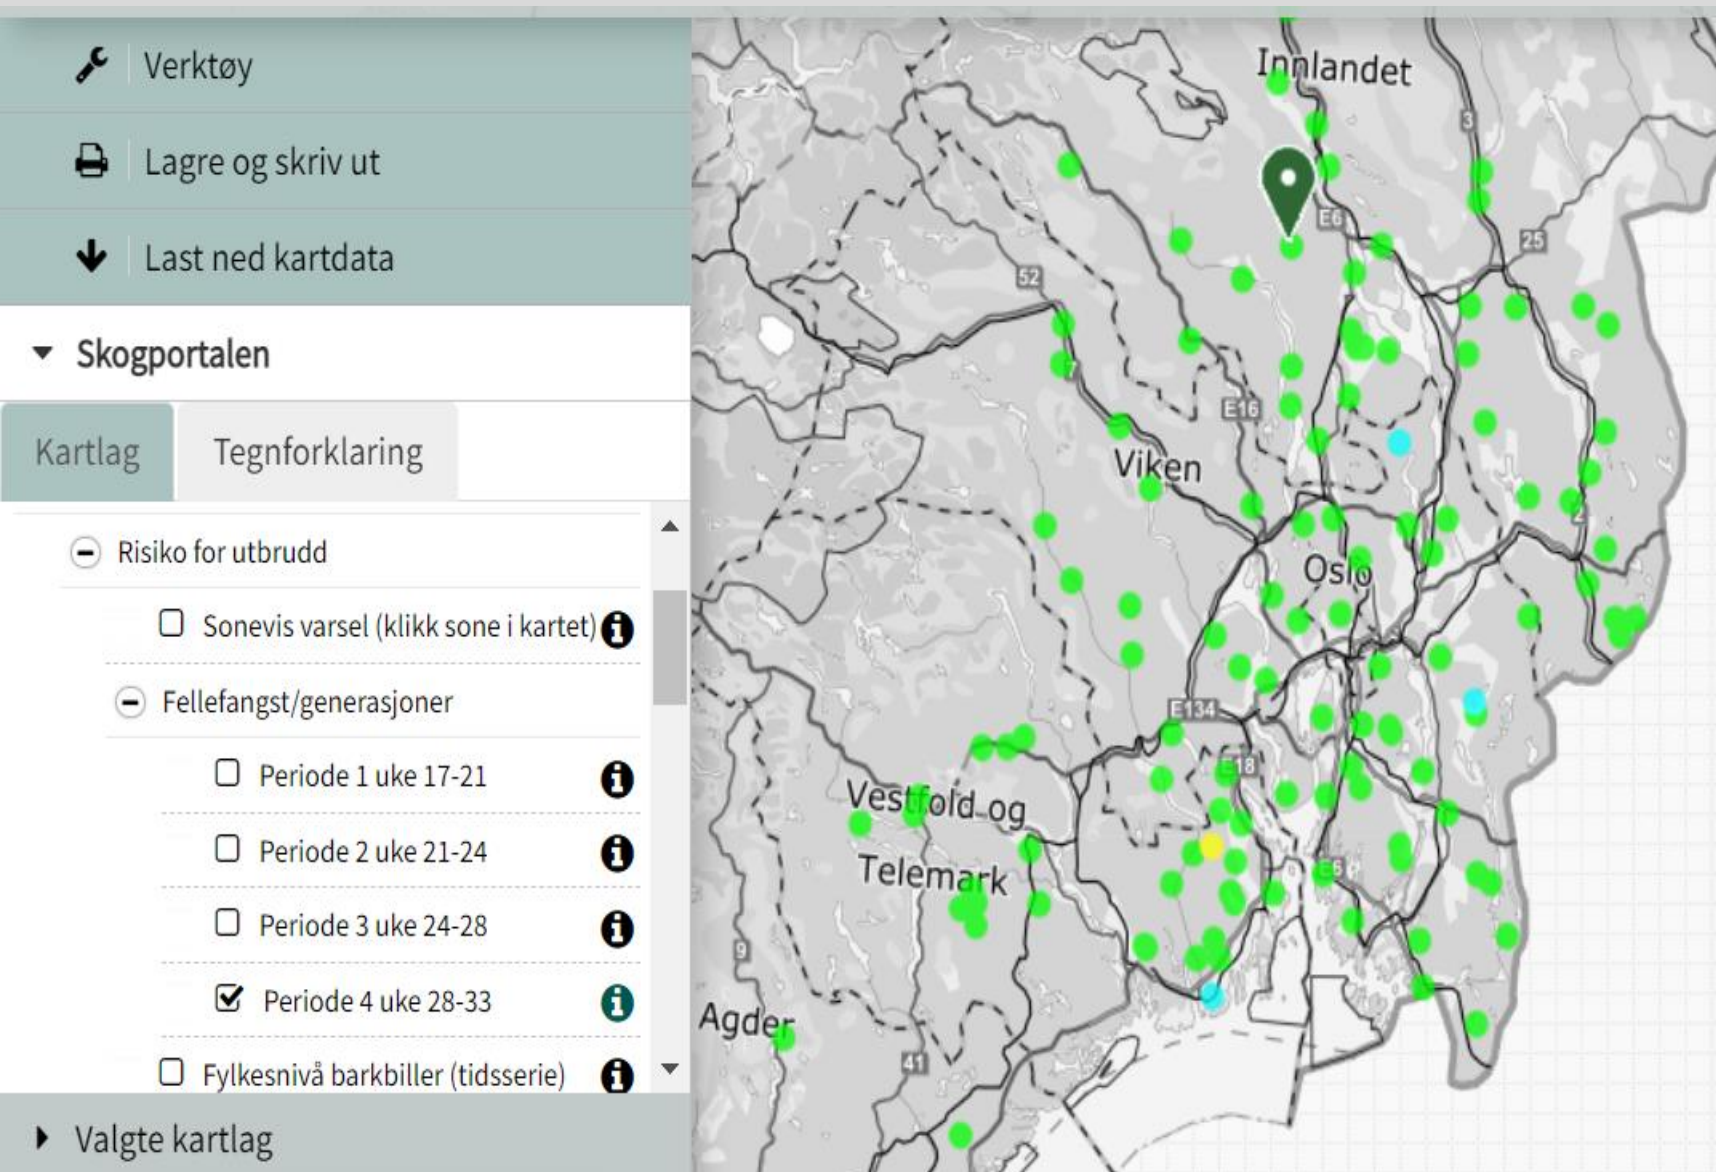 Verktøy
Lagre og skriv ut
Last ned kartdata
Skogportalen
Kartlag
Tegnforklaring
Risiko for utbrudd
Sonevis varsel (klikk sone i kartet)
Fellefangst/generasjoner
Periode 1 uke 17-21
Periode 2 uke 21-24
Periode 3 uke 24-28
Periode 4 uke 28-33
Fylkesnivå barkbiller (tidsserie)
Valgte kartlag
Innlandet
3
E6
25
52
7
E16
Viken
2
Oslo
E134
E18
Vestfold og
Telemark
E6
9
Agder
41